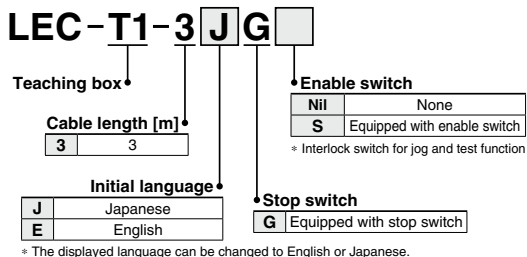 LEC-T1-3JG
Teaching box
Enable switch
Nil None
S Equipped with enable switch
* Interlock switch for jog and test function
Cable length [m]
3 3
Initial language
J Japanese
E English
* The displayed language can be changed to English or Japanese.
Stop switch
G Equipped with stop switch